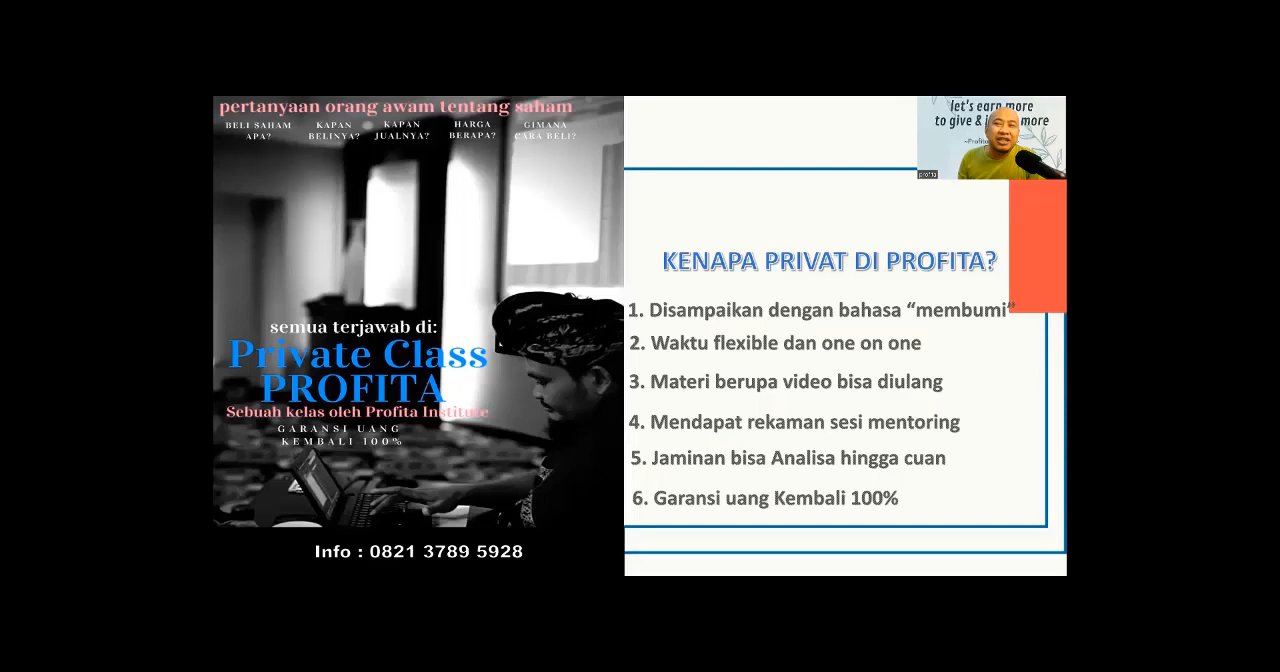 pertanyaan orang awam tentang saham
BELI SAHAM APA?
KAPAN BELINYA?
KAPAN JUALNYA?
HARGA BERAPA?
GIMANA CARA BELI?
semua terjawab di:
Private Class
PROFITA
Sebuah kelas oleh Profita Institute
GARANSI UANG
KEMBALI 100%
Info : 0821 3789 5928
let's earn more
to give & more
profita
KENAPA PRIVAT DI PROFITA?
1. Disampaikan dengan bahasa “membumi”
2. Waktu flexible dan one on one
3. Materi berupa video bisa diulang
4. Mendapat rekaman sesi mentoring
5. Jaminan bisa Analisa hingga cuan
6. Garansi uang Kembali 100%